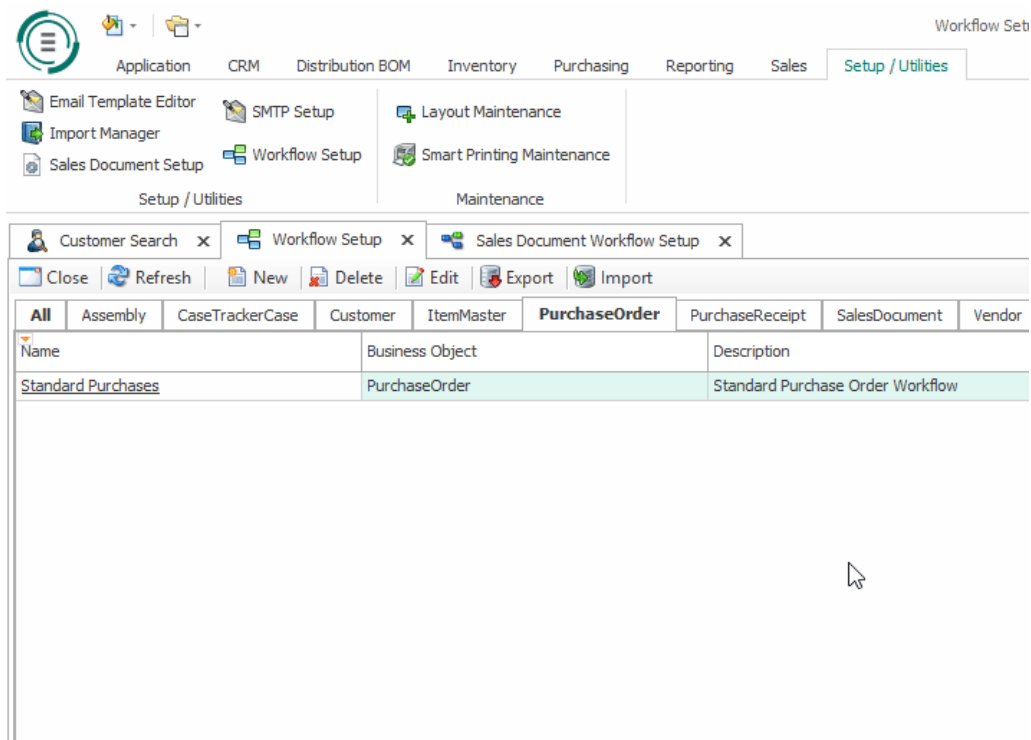 Workflow Setu
Application CRM Distribution BOM Inventory Purchasing Reporting Sales Setup / Utilities
Email Template Editor SMTP Setup Layout Maintenance
Import Manager
Workflow Setup Smart Printing Maintenance
Sales Document Setup
Setup / Utilities Maintenance
Customer Search x Workflow Setup x Sales Document Workflow Setup x
Close Refresh New Delete Edit Export Import
All Assembly CaseTrackerCase Customer ItemMaster PurchaseOrder PurchaseReceipt SalesDocument Vendor
Name Business Object Description
Standard Purchases PurchaseOrder Standard Purchase Order Workflow